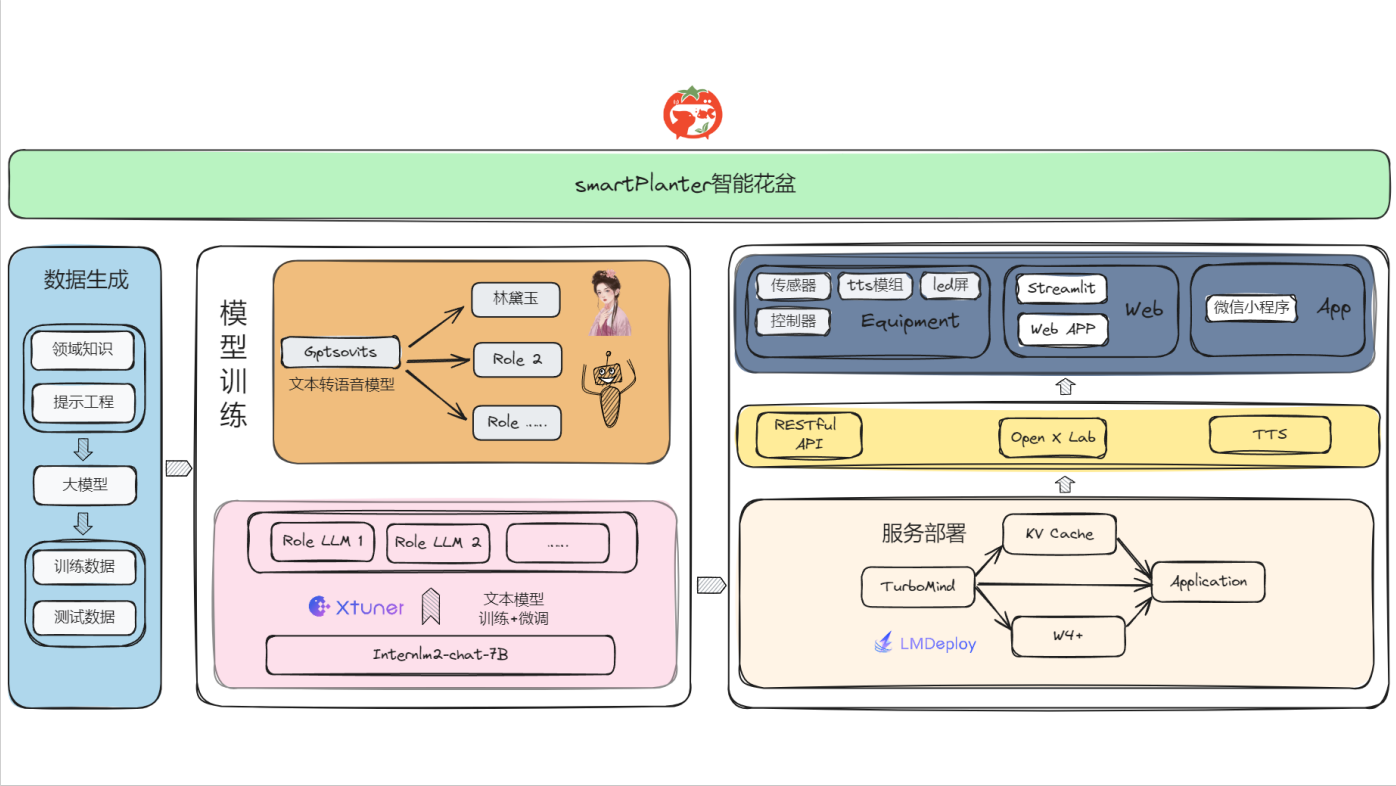 smartPlanter智能花盆
数据生成
领域知识
提示工程
大模型
训练数据
测试数据
模型训练
Gptsovits
文本转语音模型
林黛玉
Role 2
Role ......
Role LLM 1
Role LLM 2
......
Xtuner
文本模型
训练+微调
Internlm2-chat-7B
传感器
tts模组
led屏
控制器
Equipment
Streamlit
Web APP
Web
微信小程序
App
RESTful
API
Open X Lab
TTS
服务部署
KV Cache
TurboMind
Application
W4+
LMDeploy